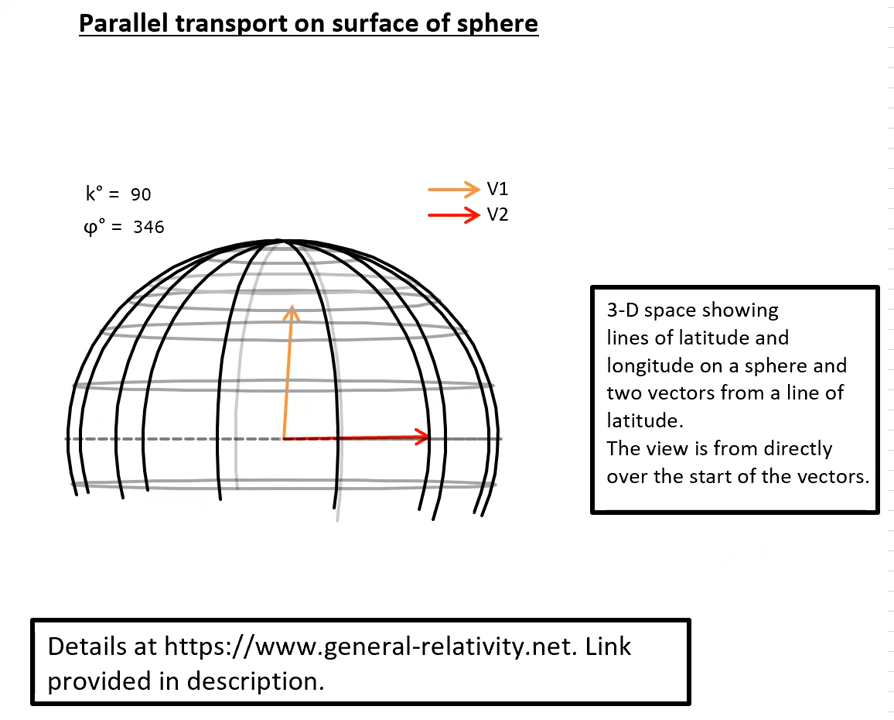 Parallel transport on surface of sphere
k° = 90
φ° = 346
V1
V2
3-D space showing
lines of latitude and
longitude on a sphere and
two vectors from a line of
latitude.
The view is from directly
over the start of the vectors.
Details at https://www.general-relativity.net. Link
provided in description.